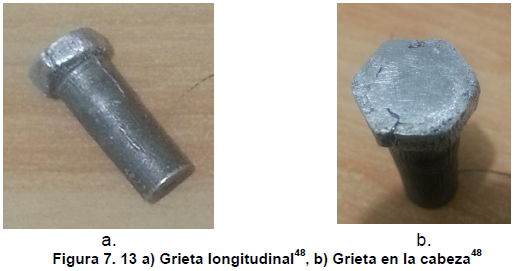 a.
b.
Figura 7. 13 a) Grieta longitudinal48, b) Grieta en la cabeza48